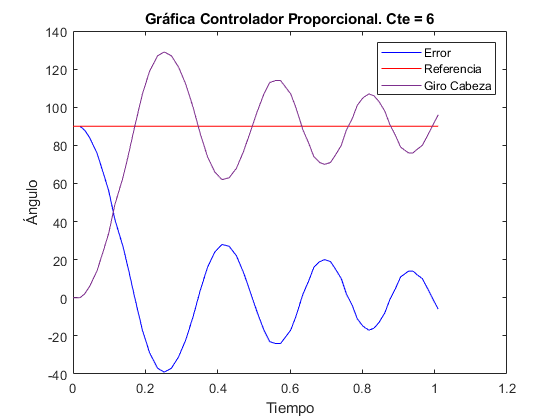 Gráfica Controlador Proporcional. Cte = 6
140
120
100
80
60
40
20
0
-20
-40
Ángulo
Error
Referencia
Giro Cabeza
0 0.2 0.4 0.6 0.8 1 1.2
Tiempo